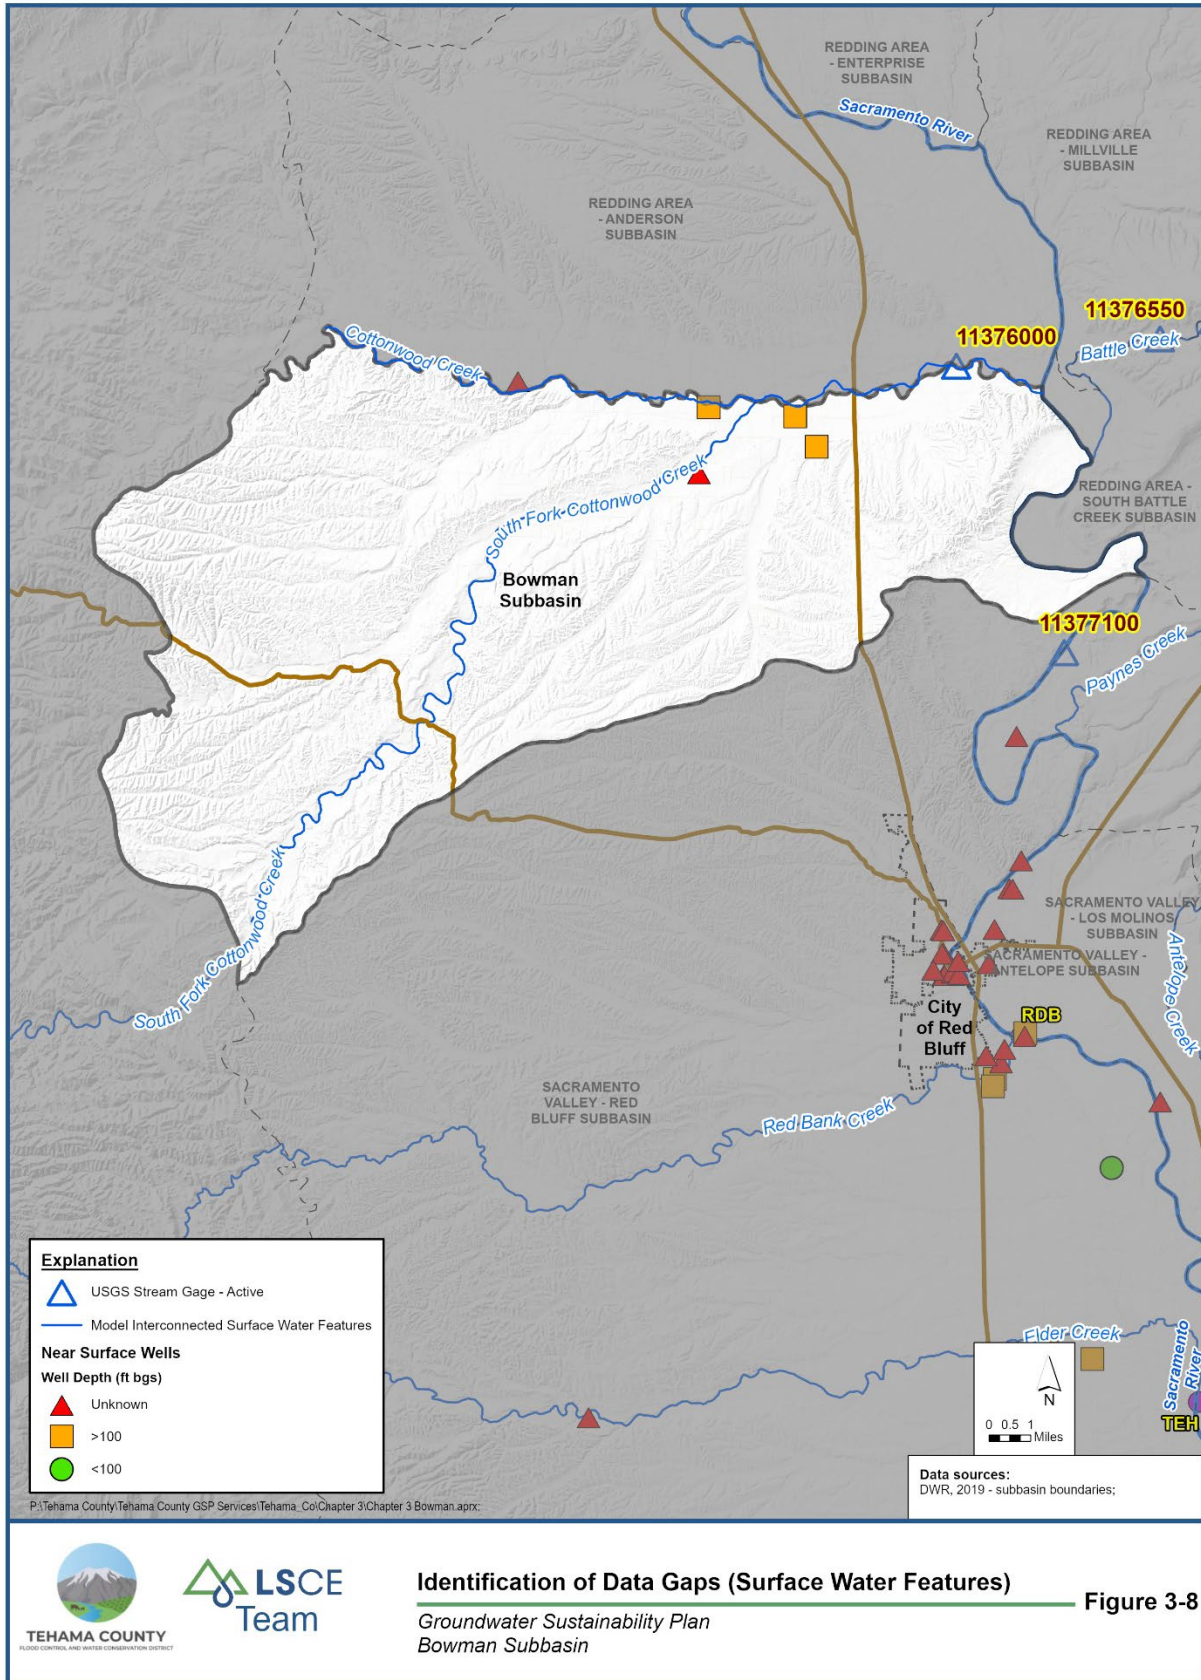 REDDING AREA
- ENTERPRISE
SUBBASIN
Sacramento River
REDDING AREA
- MILLVILLE
SUBBASIN
REDDING AREA
- ANDERSON
SUBBASIN
11376550
Battle Creek
11376000
Cottonwood Creek
South Fork Cottonwood Creek
REDDING AREA -
SOUTH BATTLE
CREEK SUBBASIN
Bowman
Subbasin
11377100
Paynes Creek
South Fork Cottonwood Creek
SACRAMENTO VALLEY
- LOS MOLINOS
SUBBASIN
SACRAMENTO VALLEY -
ANTELOPE SUBBASIN
Antelope Creek
City
of Red
Bluff
RDB
SACRAMENTO
VALLEY - RED
BLUFF SUBBASIN
Red Bank Creek
Elder Creek
Sacramento
River
TEH
Explanation
USGS Stream Gage - Active
Model Interconnected Surface Water Features
Near Surface Wells
Well Depth (ft bgs)
Unknown
>100
<100
N
0 0.5 1
Miles
Data sources:
DWR, 2019 - subbasin boundaries;
P:\Tehama County\Tehama County GSP Services\Tehama_Co\Chapter 3\Chapter 3 Bowman.aprx:
TEHAMA COUNTY
FLOOD CONTROL AND WATER CONSERVATION DISTRICT
LSCE
Team
Identification of Data Gaps (Surface Water Features)
Groundwater Sustainability Plan
Bowman Subbasin
Figure 3-8